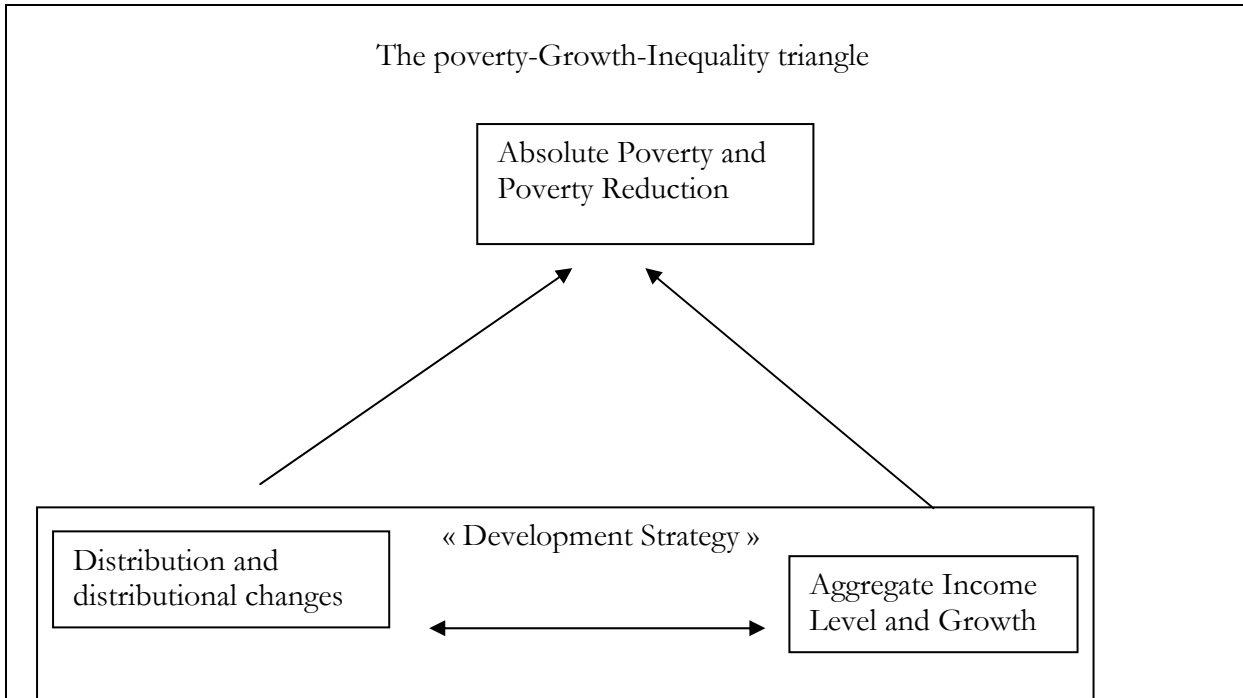 The poverty-Growth-Inequality triangle
Absolute Poverty and
Poverty Reduction
« Development Strategy »
Distribution and
distributional changes
Aggregate Income
Level and Growth